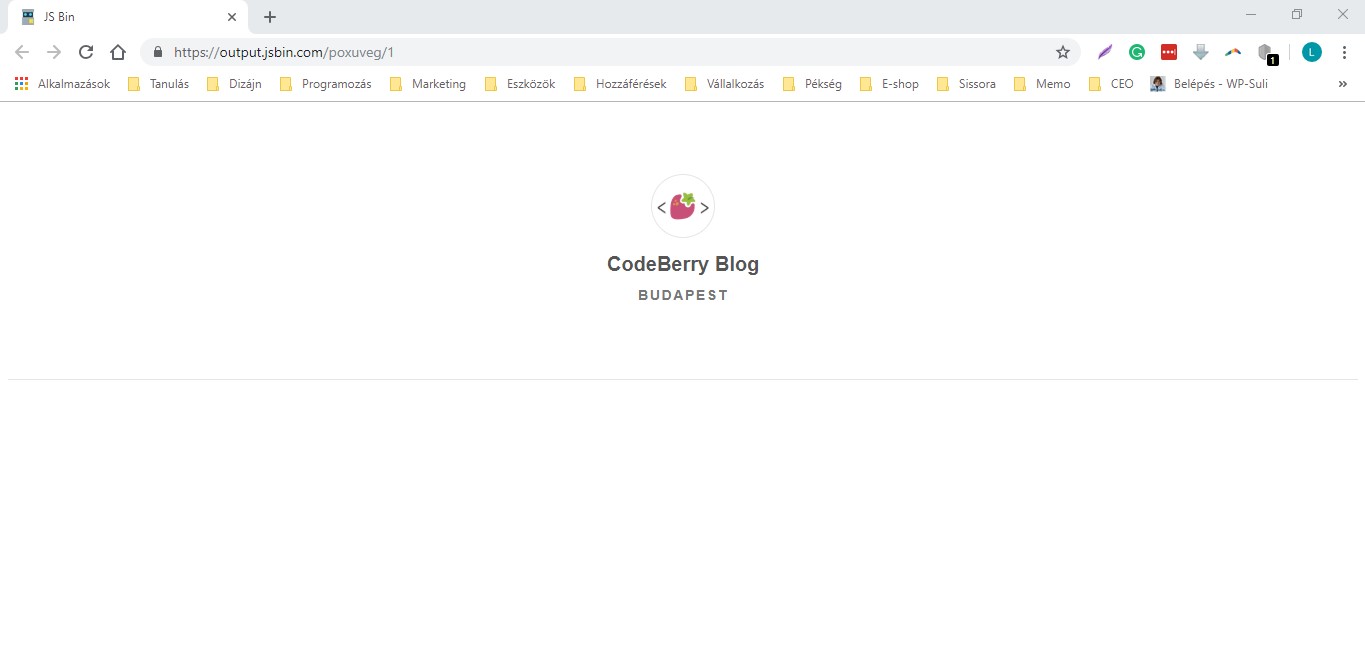 JS Bin
https://output.jsbin.com/poxuveg/1
L
1
Alkalmazások Tanulás Dizájn Programozás Marketing Eszközök Hozzáférések Vállalkozás Pékség E-shop Sissora Memo CEO Belépés - WP-Suli »
< >
CodeBerry Blog
BUDAPEST